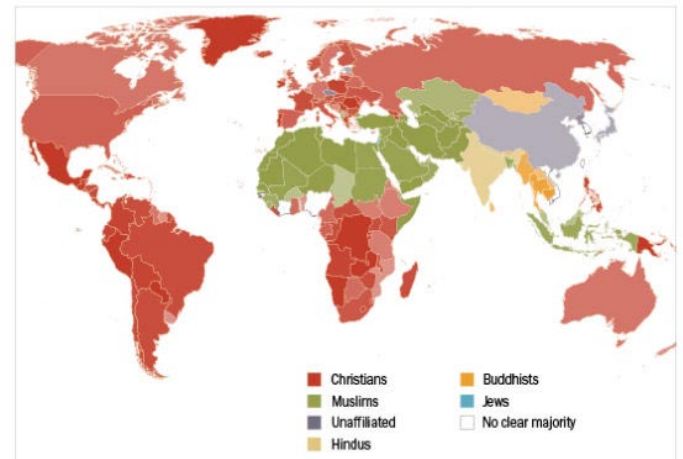 Christians
Muslims
Unaffiliated
Hindus
Buddhists
Jews
No clear majority